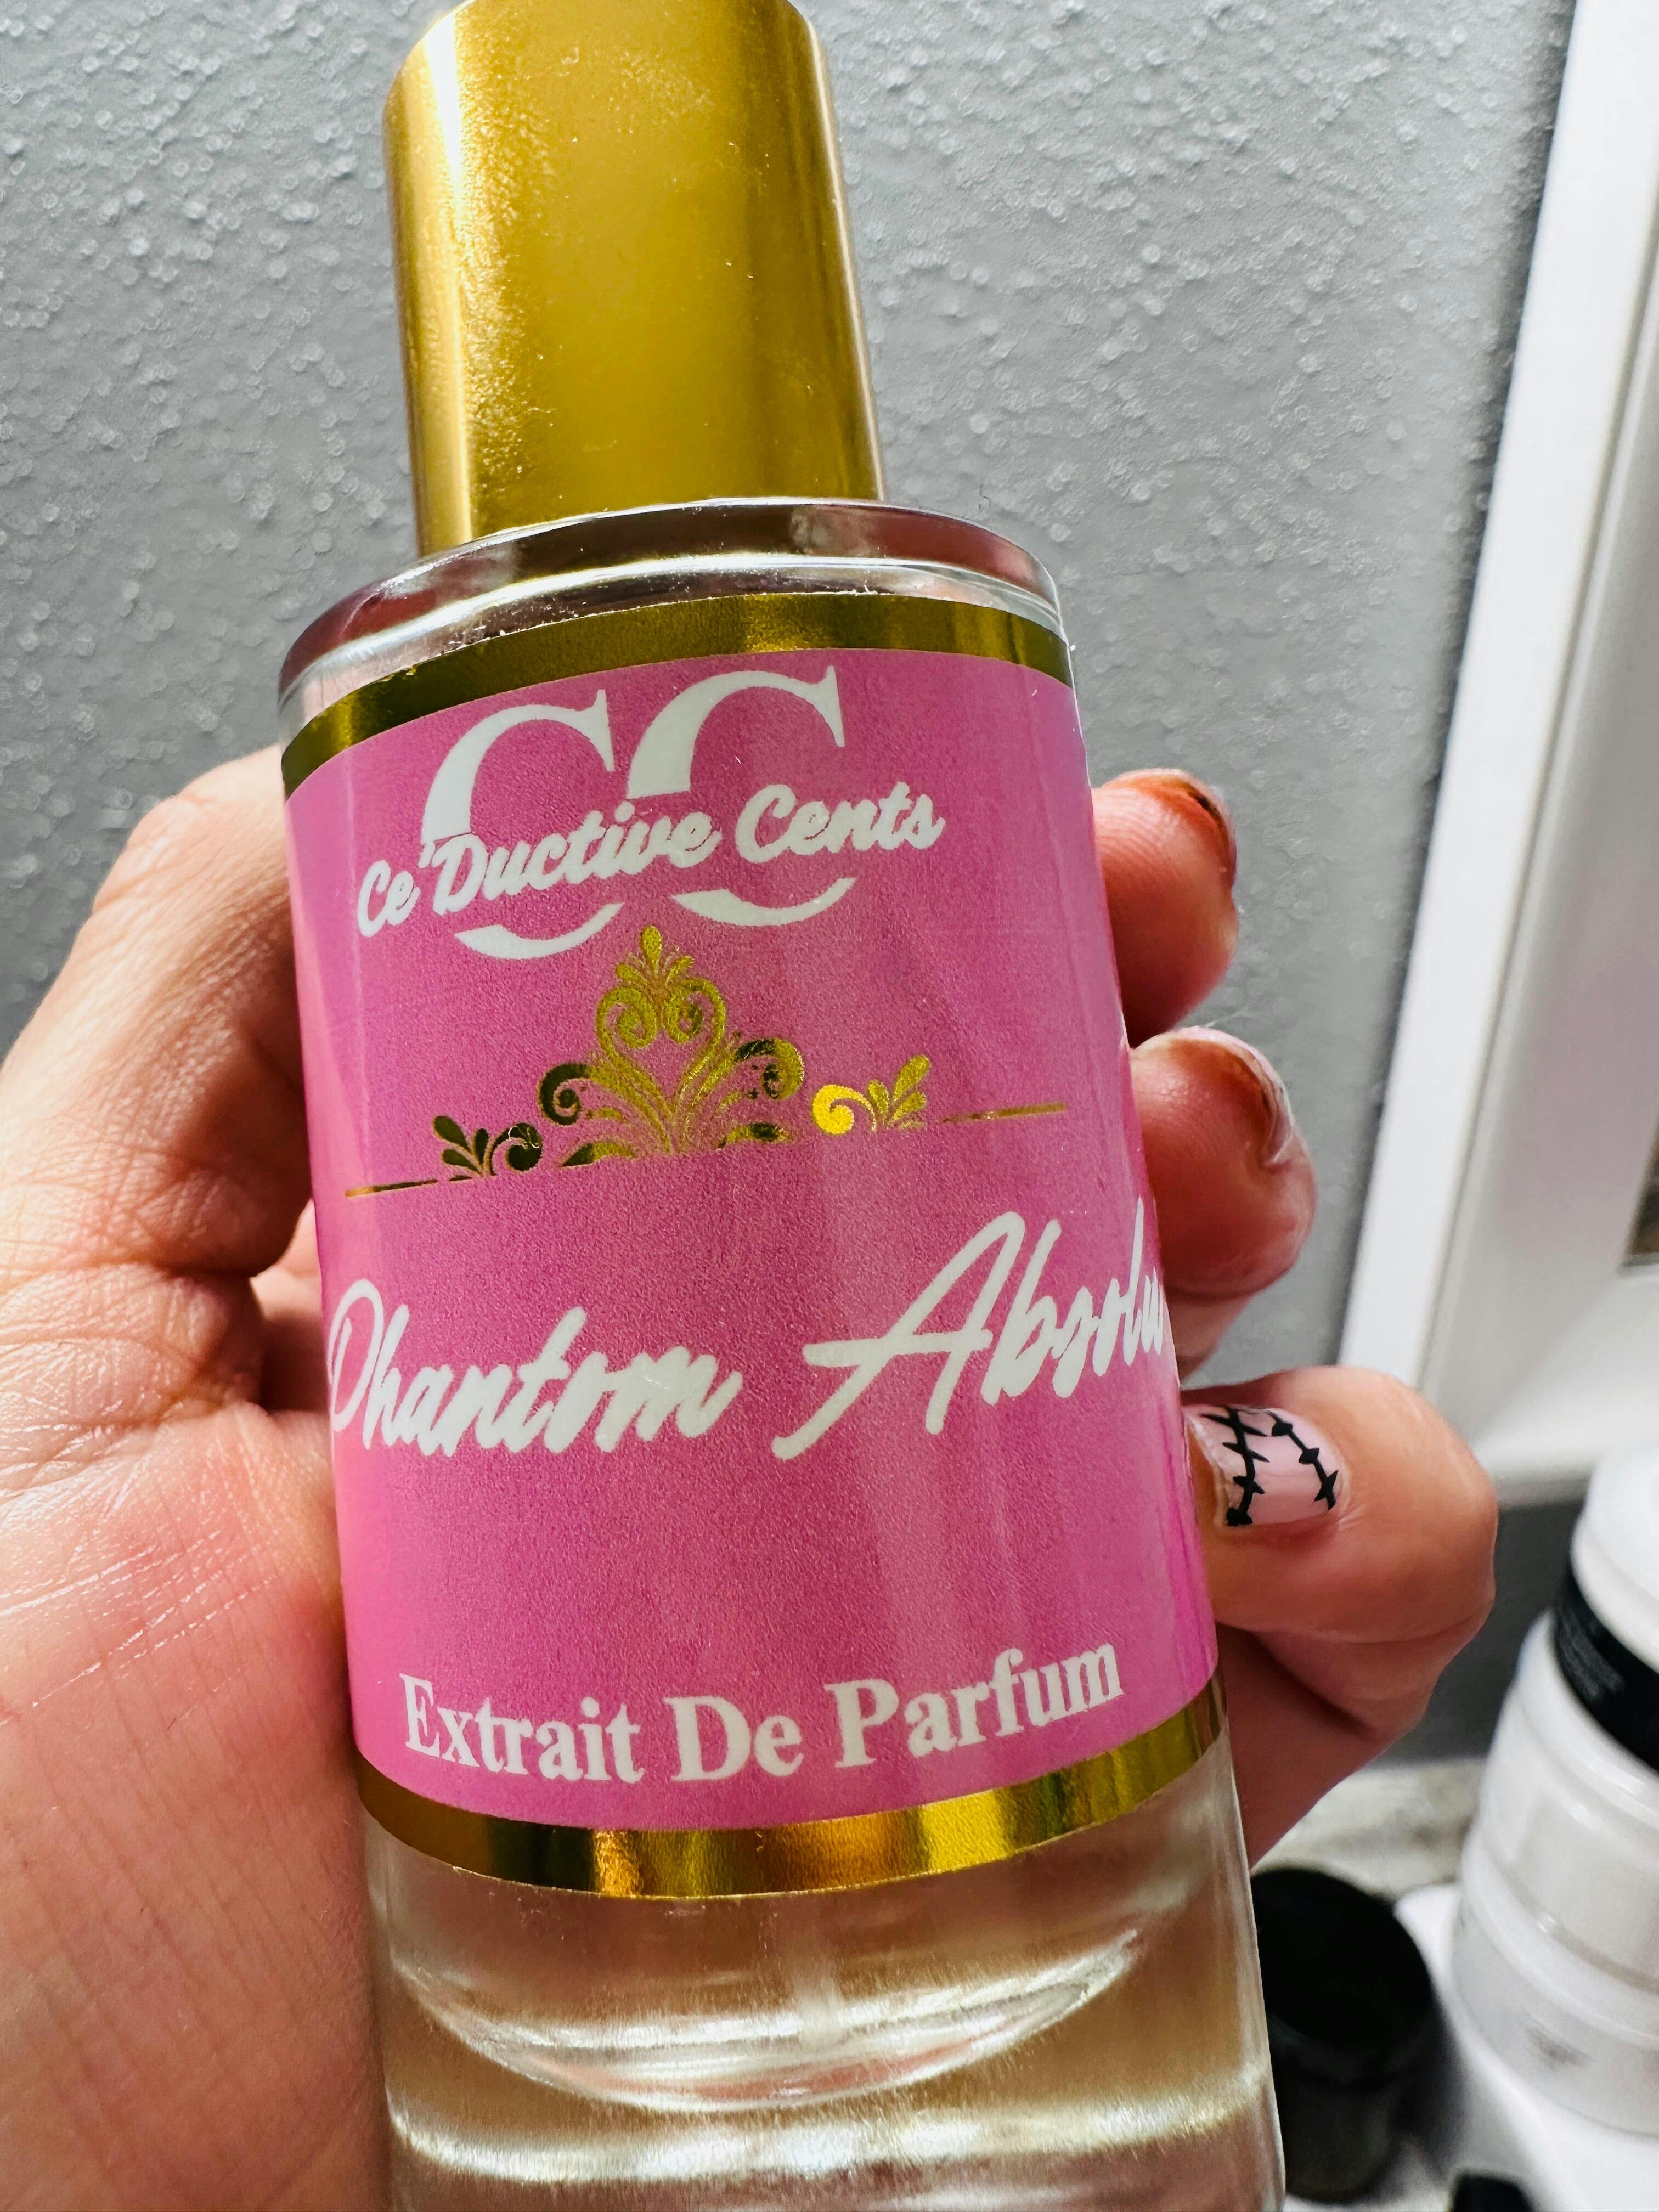 CC
Ce'Ductive Cents
Phantom Absolu
Extrait De Parfum